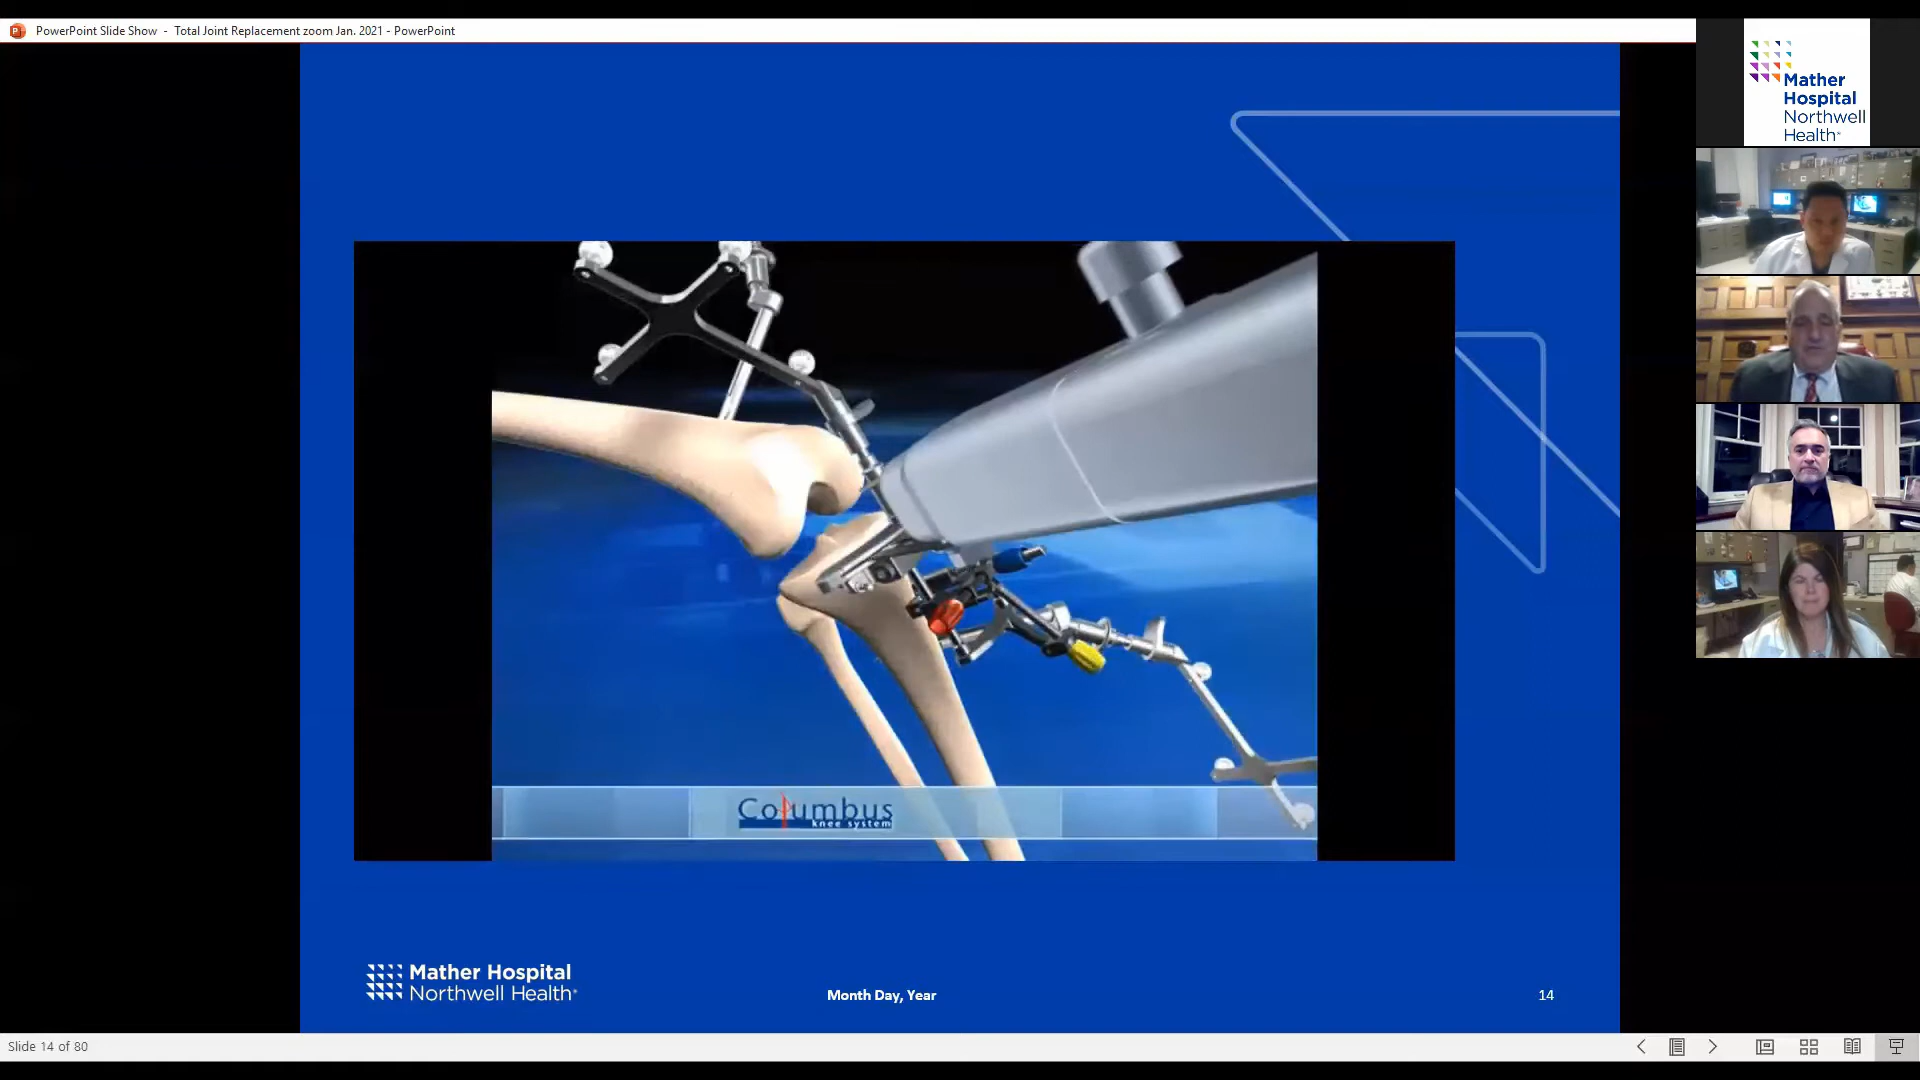 PowerPoint Slide Show - Total Joint Replacement zoom Jan. 2021 - PowerPoint
Mather
Hospital
Northwell
Health®
Columbus
knee system
Mather Hospital
Northwell Health®
Month Day, Year
14
Slide 14 of 80